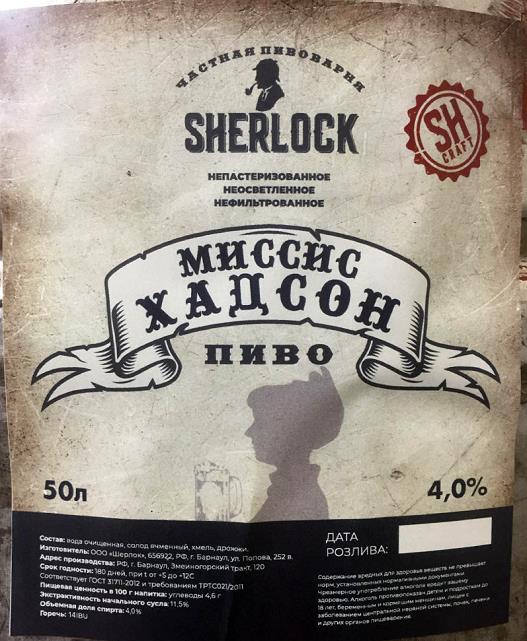 ЧАСТНАЯ ПИВОВАРНЯ
SHERLOCK
SH
CRAFT
НЕПАСТЕРИЗОВАННОЕ
НЕОСВЕТЛЕННОЕ
НЕФИЛЬТРОВАННОЕ
МИССИС
ХАДСОН
ПИВО
50л
4,0%
Состав: вода очищенная, солод ячменный, хмель, дрожжи.
Изготовитель: ООО «Шерлок», 656922, РФ, г. Барнаул, ул. Попова, 252 в.
Адрес производства: РФ, г. Барнаул, Змеиногорский тракт, 120
Срок годности: 180 дней, при t от +5 до +12С
Соответствует ГОСТ 31711-2012 и требованиям ТРТС021/2011
Пищевая ценность в 100 г напитка: углеводы 4,6 г
Экстрактивность начального сусла: 11,5%
Объемная доля спирта: 4,0%
Горечь: 14IBU
ДАТА
РОЗЛИВА:
Содержание вредных для здоровья веществ не превышает
норм, установленных нормативными документами.
Чрезмерное употребление алкоголя вредит вашему
здоровью. Алкоголь противопоказан детям и подросткам до
18 лет, беременным и кормящим женщинам, лицам с
заболеванием центральной нервной системы, почек, печени
и других органов пищеварения.